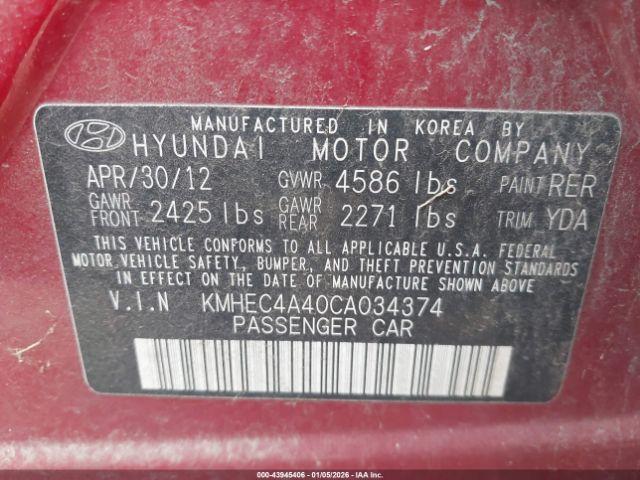 MANUFACTURED IN KOREA BY
HYUNDAI MOTOR COMPANY
APR/30/12 GVWR 4586 lbs PAINT RER
GAWR FRONT 2425 lbs GAWR REAR 2271 lbs TRIM YDA
THIS VEHICLE CONFORMS TO ALL APPLICABLE U.S.A. FEDERAL
MOTOR VEHICLE SAFETY, BUMPER, AND THEFT PREVENTION STANDARDS
IN EFFECT ON THE DATE OF MANUFACTURE SHOWN ABOVE.
V.I.N KMHEC4A40CA034374
PASSENGER CAR
000-43945406 01/05/2026 - IAA Inc.